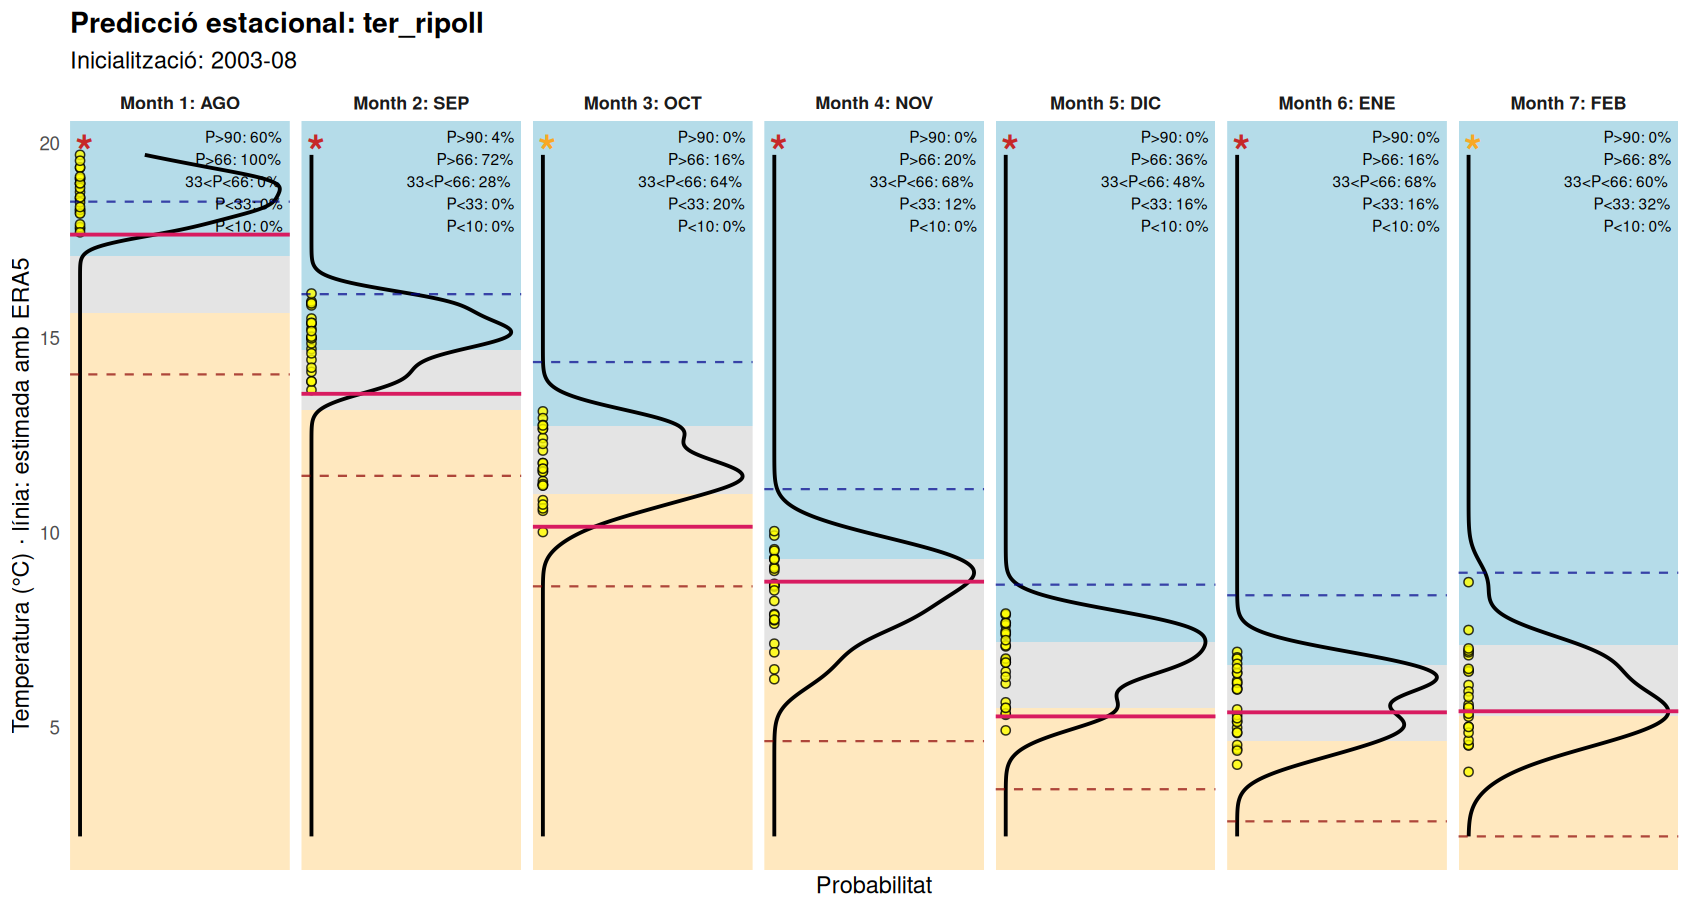 Predicció estacional: ter_ripoll
Inicialització: 2003-08
Month 1: AGO
Month 2: SEP
Month 3: OCT
Month 4: NOV
Month 5: DIC
Month 6: ENE
Month 7: FEB
P>90: 60%
P>66: 100%
33<P<66: 0%
P<33: 0%
P<10: 0%
P>90: 4%
P>66: 72%
33<P<66: 28%
P<33: 0%
P<10: 0%
P>90: 0%
P>66: 16%
33<P<66: 64%
P<33: 20%
P<10: 0%
P>90: 0%
P>66: 20%
33<P<66: 68%
P<33: 12%
P<10: 0%
P>90: 0%
P>66: 36%
33<P<66: 48%
P<33: 16%
P<10: 0%
P>90: 0%
P>66: 16%
33<P<66: 68%
P<33: 16%
P<10: 0%
P>90: 0%
P>66: 8%
33<P<66: 60%
P<33: 32%
P<10: 0%
20
15
10
5
Temperatura (°C) · línia: estimada amb ERA5
Probabilitat